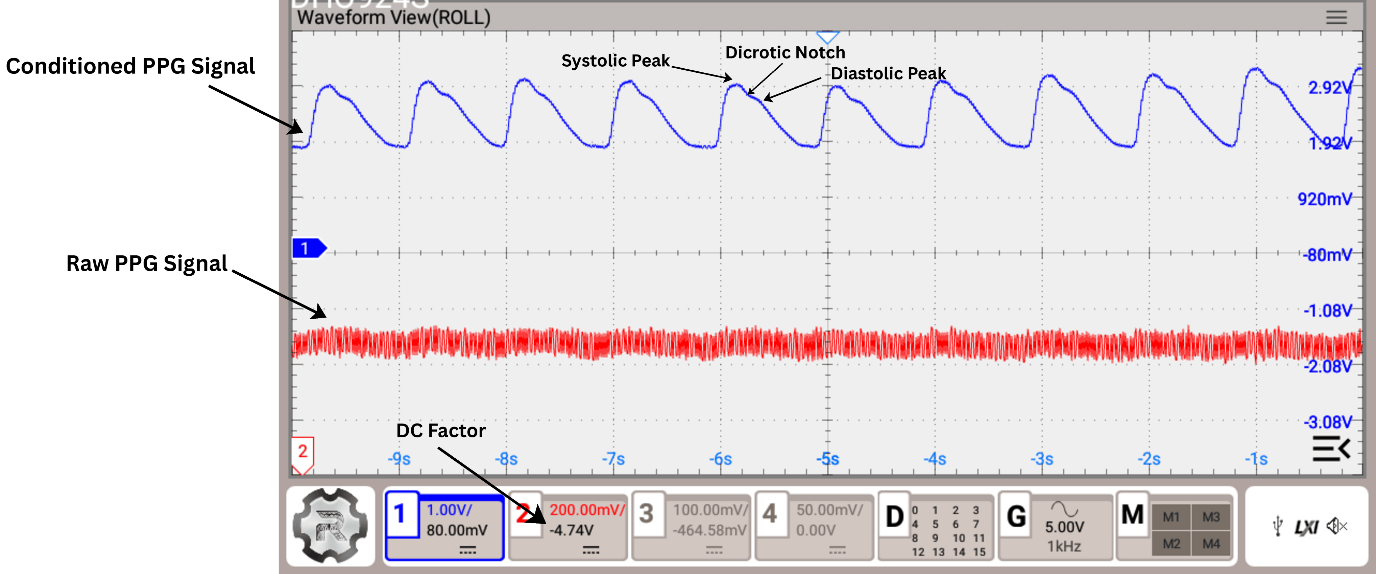 DHO924S
Waveform View(ROLL)
Conditioned PPG Signal
Systolic Peak
Dicrotic Notch
Diastolic Peak
2.92V
1.92V
920mV
1
-80mV
Raw PPG Signal
-1.08V
-2.08V
-3.08V
DC Factor
2
-9s
-8s
-7s
-6s
-5s
-4s
-3s
-2s
-1s
1
1.00V/
80.00mV
2
200.00mV/
-4.74V
3
100.00mV/
-464.58mV
4
50.00mV/
0.00V
D
0 1 2 3
4 5 6 7
8 9 10 11
12 13 14 15
G
5.00V
1kHz
M
M1 M3
M2 M4
LXI
R